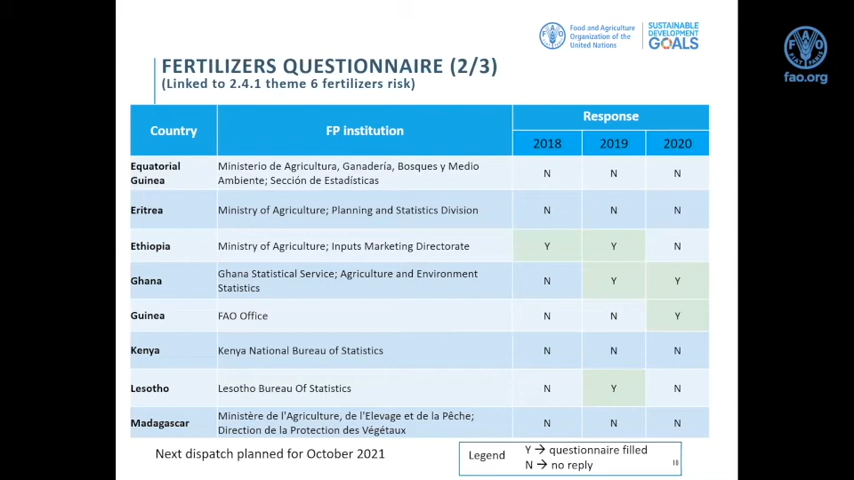 Food and Agriculture
Organization of the
United Nations
SUSTAINABLE
DEVELOPMENT
GOALS
FAO
FIAT PANIS
fao.org
FERTILIZERS QUESTIONNAIRE (2/3)
(Linked to 2.4.1 theme 6 fertilizers risk)
Country FP institution Response
2018 2019 2020
Equatorial Guinea Ministerio de Agricultura, Ganadería, Bosques y Medio
Ambiente; Sección de Estadísticas N N N
Eritrea Ministry of Agriculture; Planning and Statistics Division N N N
Ethiopia Ministry of Agriculture; Inputs Marketing Directorate Y Y N
Ghana Ghana Statistical Service; Agriculture and Environment
Statistics N Y Y
Guinea FAO Office N N Y
Kenya Kenya National Bureau of Statistics N N N
Lesotho Lesotho Bureau Of Statistics N Y N
Madagascar Ministère de l'Agriculture, de l'Elevage et de la Pêche;
Direction de la Protection des Végétaux N N N
Next dispatch planned for October 2021
Legend Y → questionnaire filled
N → no reply